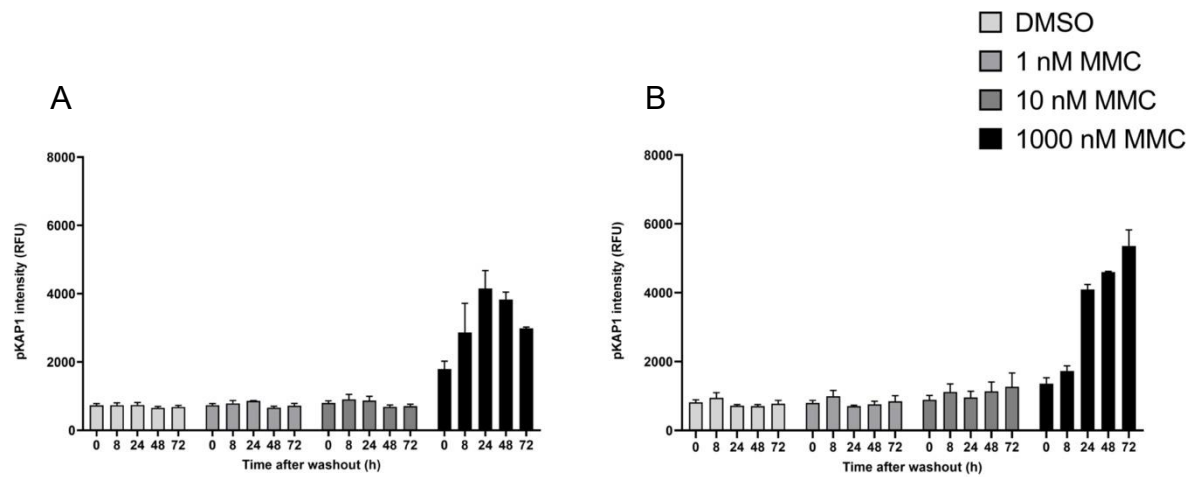 DMSO
1 nM MMC
10 nM MMC
1000 nM MMC
A
8000
6000
4000
2000
0
pKAP1 intensity (RFU)
0 8 24 48 72 0 8 24 48 72 0 8 24 48 72 0 8 24 48 72
Time after washout (h)
B
8000
6000
4000
2000
0
pKAP1 intensity (RFU)
0 8 24 48 72 0 8 24 48 72 0 8 24 48 72 0 8 24 48 72
Time after washout (h)